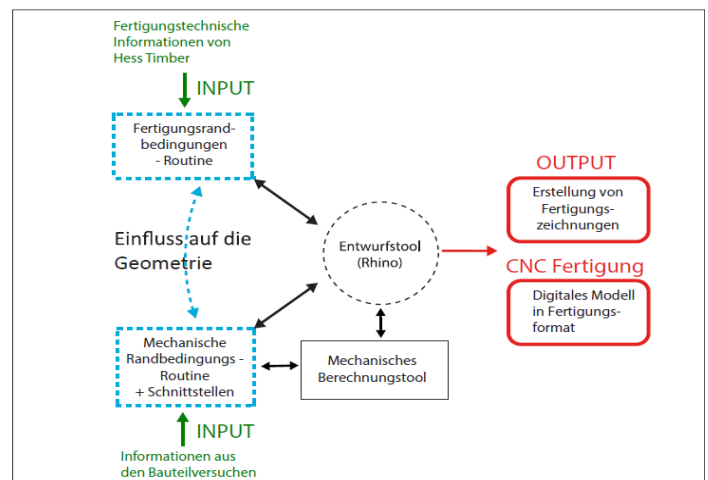 Fertigungstechnische
Informationen von
Hess Timber
INPUT
Fertigungsrand-
bedingungen
- Routine
Einfluss auf die
Geometrie
Entwurfstool
(Rhino)
OUTPUT
Erstellung von
Fertigungs-
zeichnungen
CNC Fertigung
Digitales Modell
in Fertigungs-
format
Mechanische
Randbedingungs -
Routine
+ Schnittstellen
Mechanisches
Berechnungstool
INPUT
Informationen aus
den Bauteilversuchen